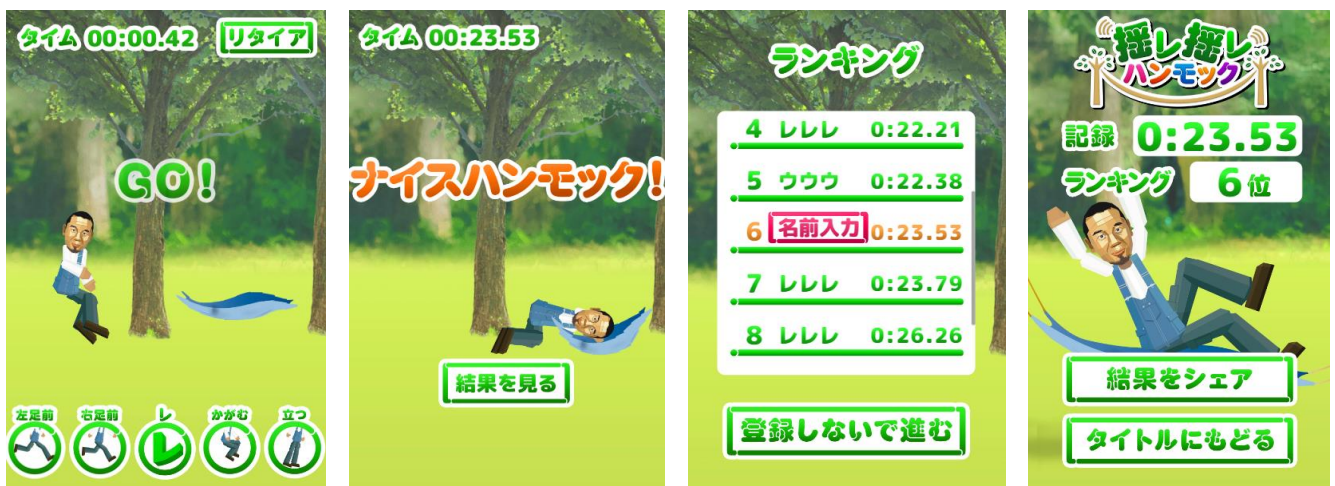 タイム 00:00.42 リタイア
GO!
左足前 右足前 レ かがむ 立つ
レ
タイム 00:23.53
ナイスハンモック!
結果を見る
ランキング
4 レレレ 0:22.21
5 ウウウ 0:22.38
6 名前入力 0:23.53
7 レレレ 0:23.79
8 レレレ 0:26.26
登録しないで進む
揺レ揺レ
ハンモック
記録 0:23.53
ランキング 6位
結果をシェア
タイトルにもどる